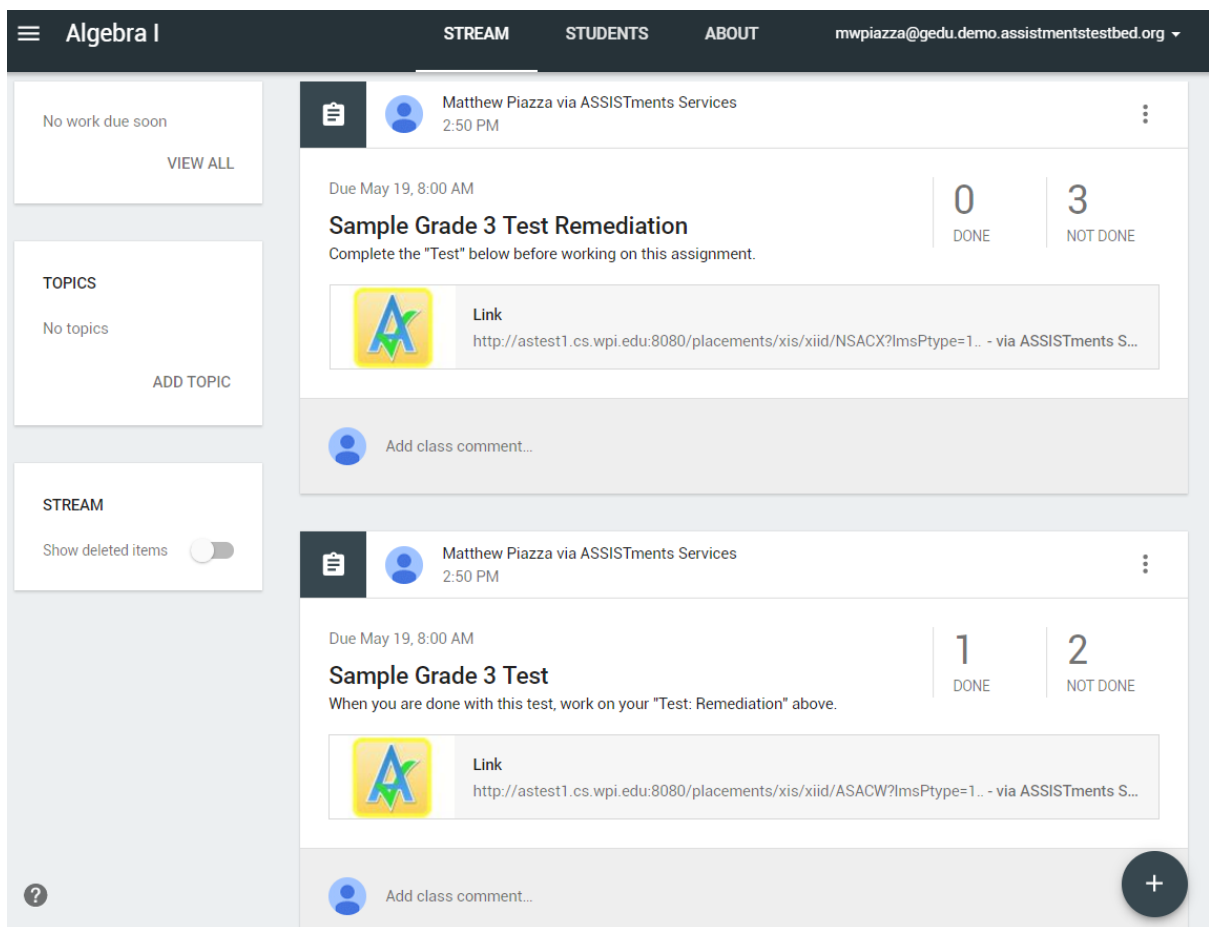 Algebra I
STREAM
STUDENTS
ABOUT
mwpiazza@gedu.demo.assistmentstestbed.org
No work due soon
VIEW ALL
TOPICS
No topics
ADD TOPIC
STREAM
Show deleted items
Matthew Piazza via ASSISTments Services
2:50 PM
Due May 19, 8:00 AM
Sample Grade 3 Test Remediation
Complete the "Test" below before working on this assignment.
0
DONE
3
NOT DONE
Link
http://astest1.cs.wpi.edu:8080/placements/xis/xiid/NSACX?lmsPtype=1.. - via ASSISTments S...
Add class comment...
Matthew Piazza via ASSISTments Services
2:50 PM
Due May 19, 8:00 AM
Sample Grade 3 Test
When you are done with this test, work on your "Test: Remediation" above.
1
DONE
2
NOT DONE
Link
http://astest1.cs.wpi.edu:8080/placements/xis/xiid/ASACW?lmsPtype=1.. - via ASSISTments S...
Add class comment...